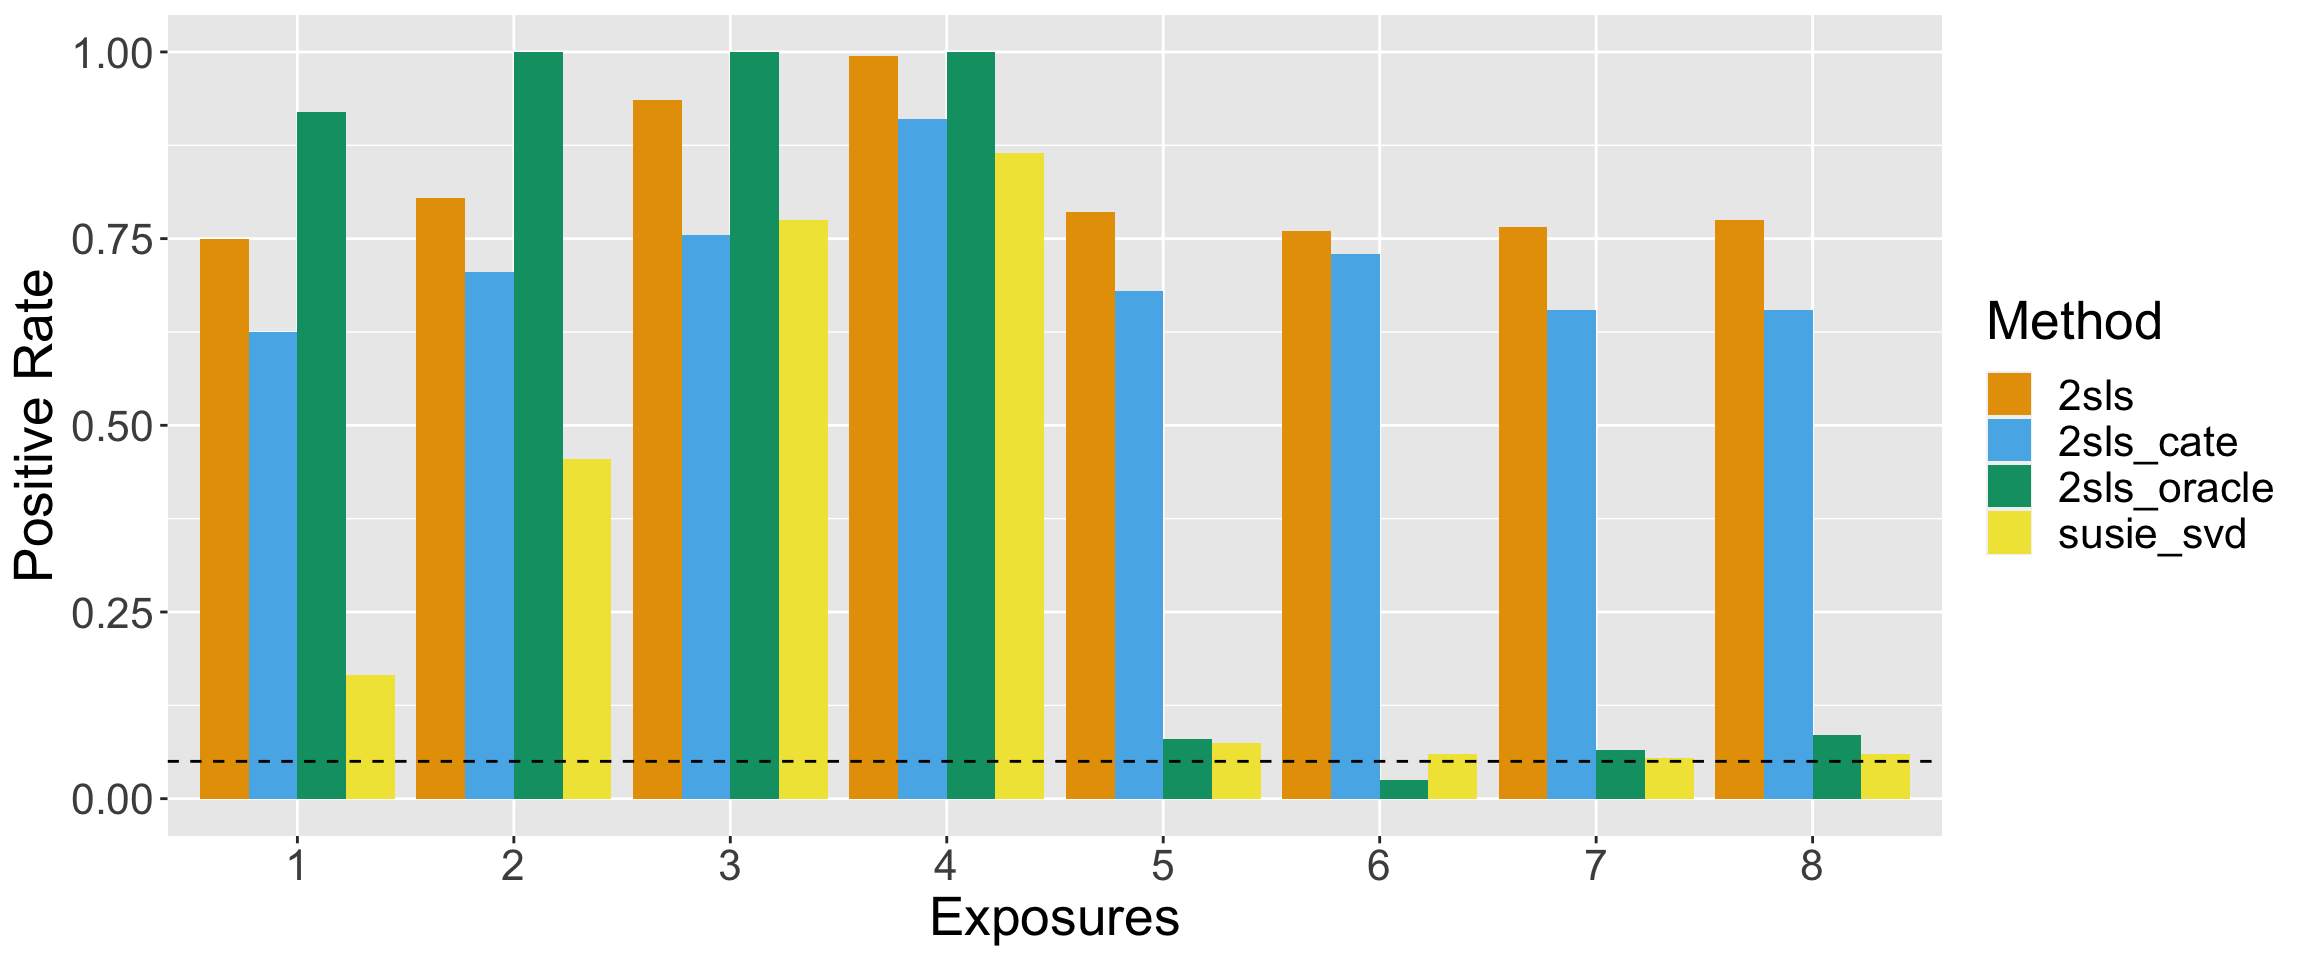 Positive Rate
1.00
0.75
0.50
0.25
0.00
1 2 3 4 5 6 7 8
Exposures
Method
2sls
2sls_cate
2sls_oracle
susie_svd